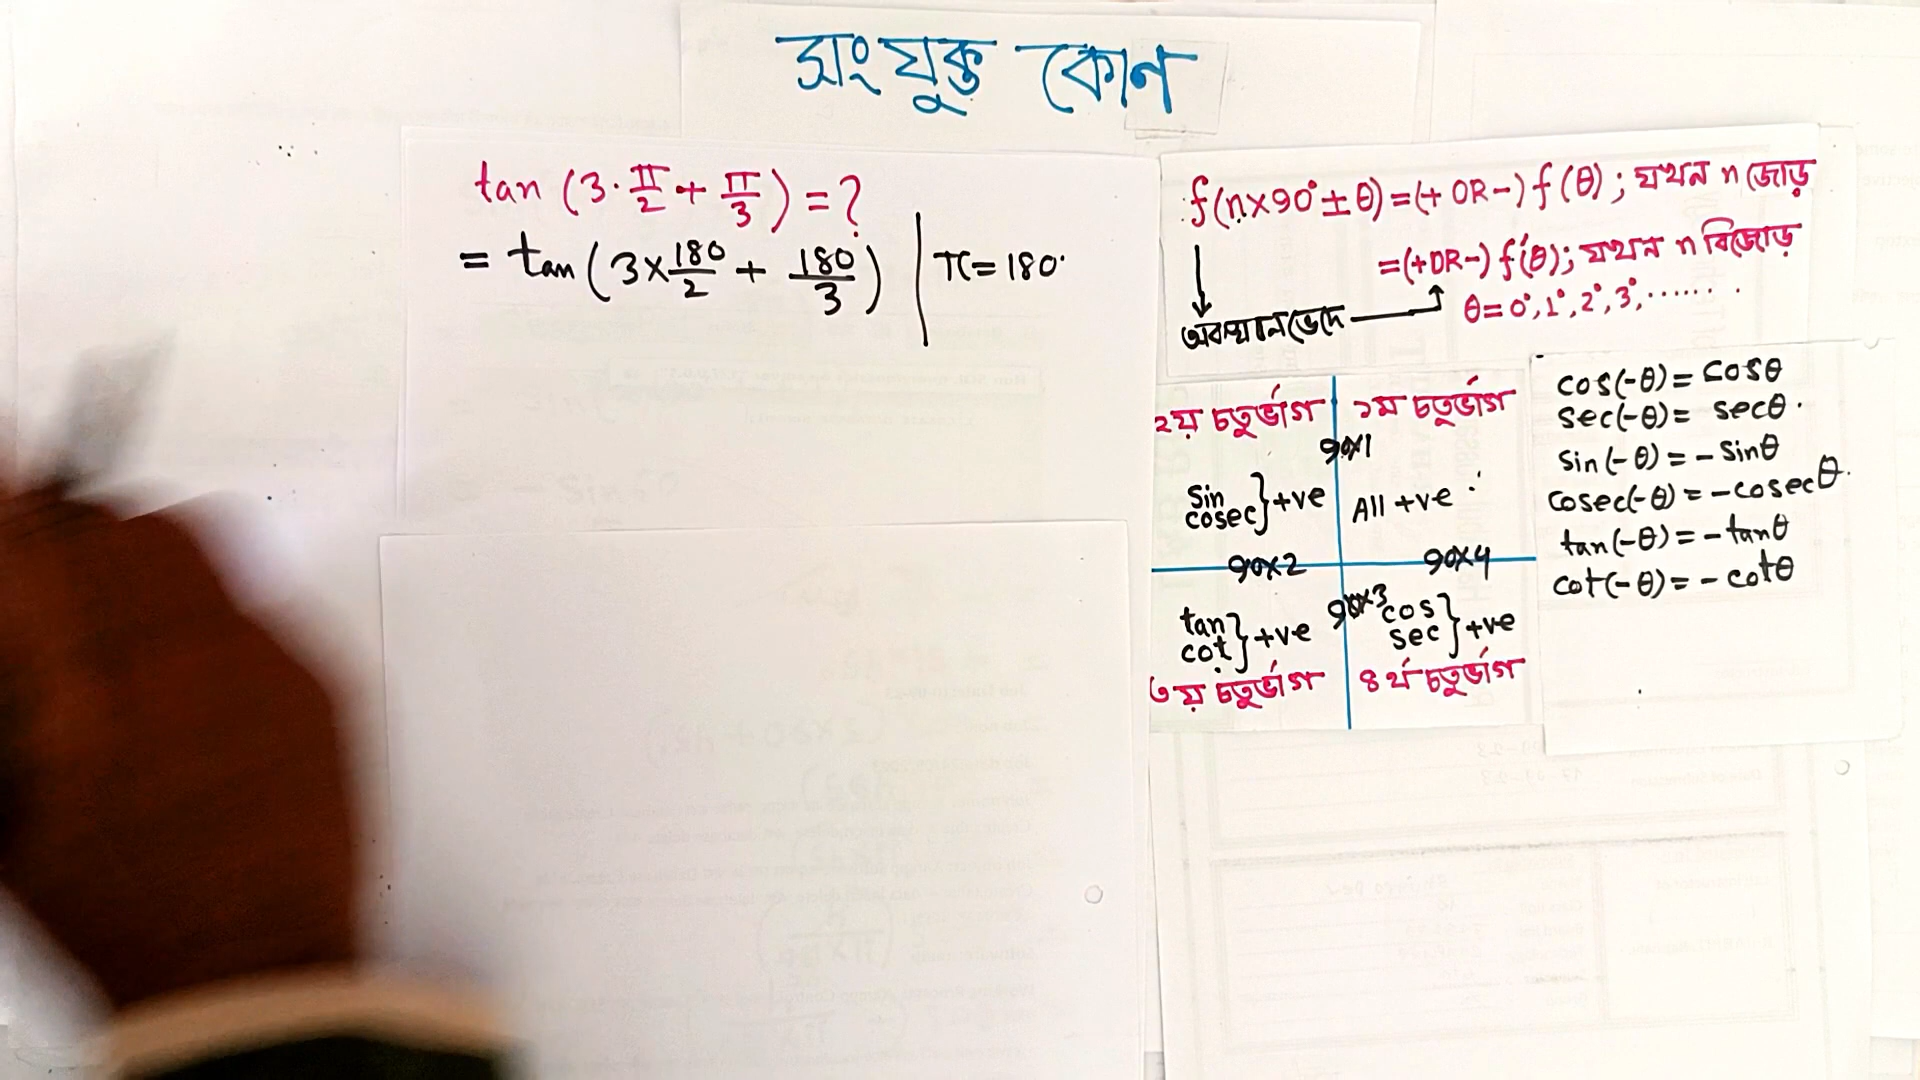 সংযুক্ত কোণ
tan (3·π/2 + π/3) = ?
= tan (3×180/2 + 180/3) | π = 180°
f(n×90° ± θ) = (+ OR –) f(θ) ; যখন n জোড়
= (+OR–) f'(θ) ; যখন n বিজোড়
অবস্থানভেদে
θ = 0°, 1°, 2°, 3°, ......
২য় চতুর্ভাগ
১ম চতুর্ভাগ
90×1
sin cosec } +ve
All +ve
90×2
90×4
90×3
tan cot } +ve
cos sec } +ve
৩য় চতুর্ভাগ
৪র্থ চতুর্ভাগ
cos(-θ) = cosθ
sec(-θ) = secθ
sin(-θ) = - sinθ
cosec(-θ) = -cosecθ
tan(-θ) = -tanθ
cot(-θ) = - cotθ